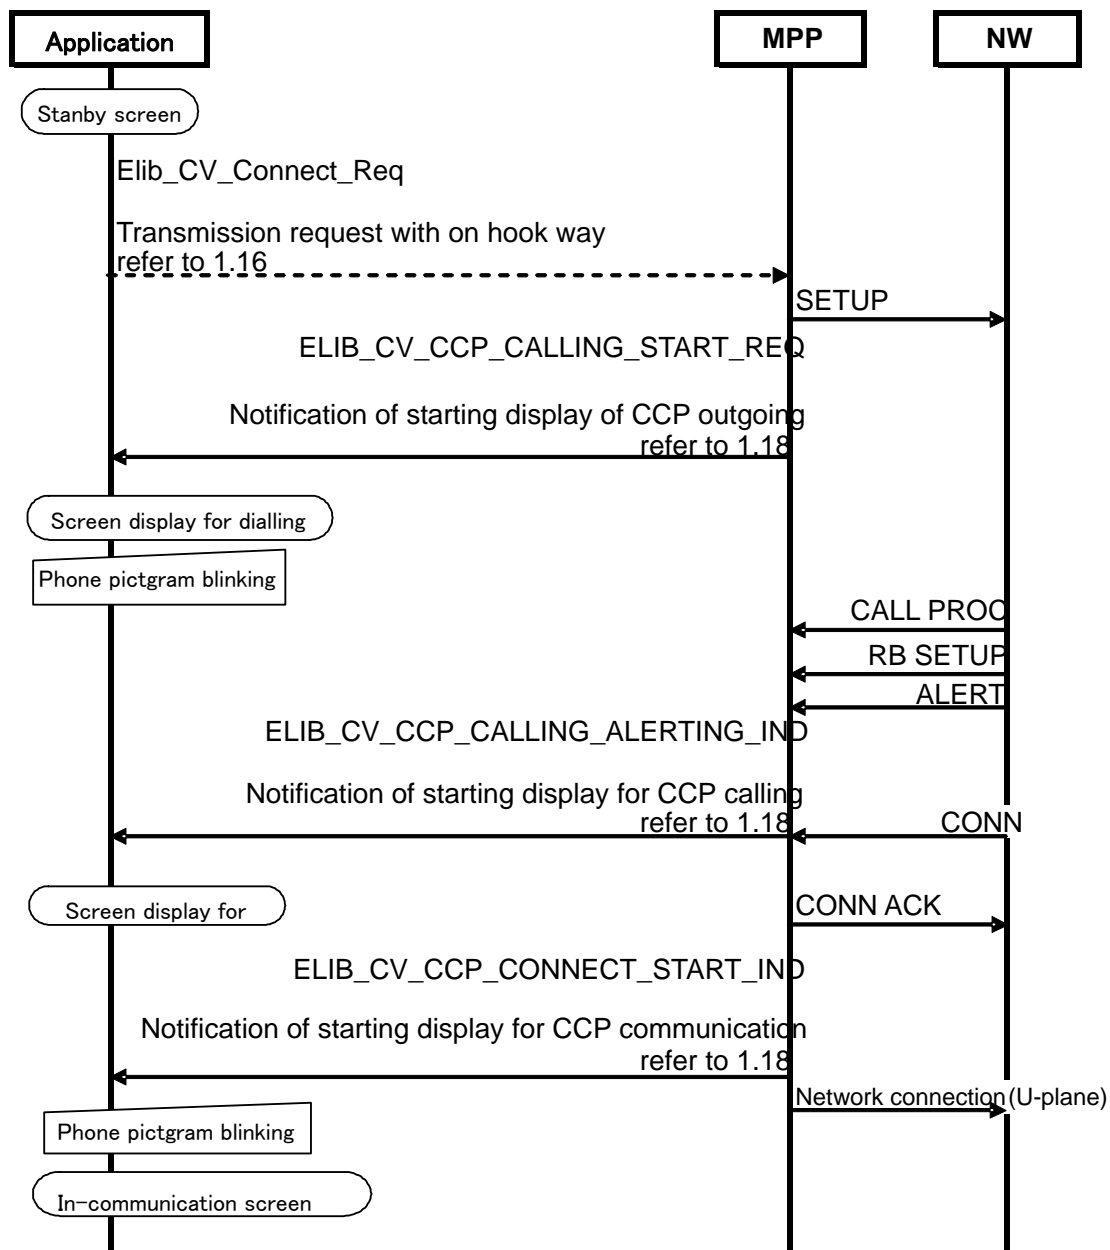 Application
MPP
NW
Stanby screen
Elib_CV_Connect_Req
Transmission request with on hook way
refer to 1.16
SETUP
ELIB_CV_CCP_CALLING_START_REQ
Notification of starting display of CCP outgoing
refer to 1.18
Screen display for dialling
Phone pictgram blinking
CALL PROC
RB SETUP
ALERT
ELIB_CV_CCP_CALLING_ALERTING_IND
Notification of starting display for CCP calling
refer to 1.18
CONN
Screen display for
CONN ACK
ELIB_CV_CCP_CONNECT_START_IND
Notification of starting display for CCP communication
refer to 1.18
Network connection(U-plane)
Phone pictgram blinking
In-communication screen